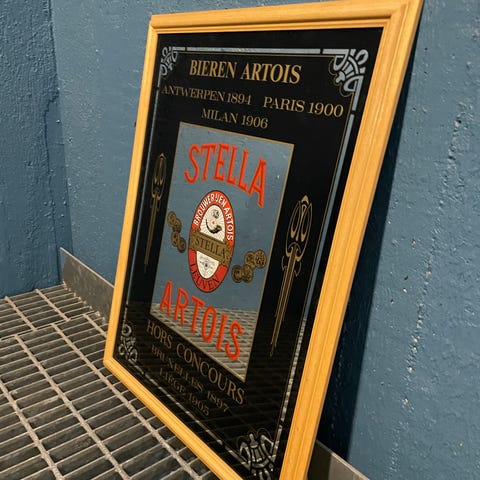 BIEREN ARTOIS
ANTWERPEN 1894 PARIS 1900
MILAN 1906
STELLA
BROUWERIJEN ARTOIS
STELLA
LEUVEN
ARTOIS
HORS CONCOURS
BRUXELLES 1897
LIEGE 1905